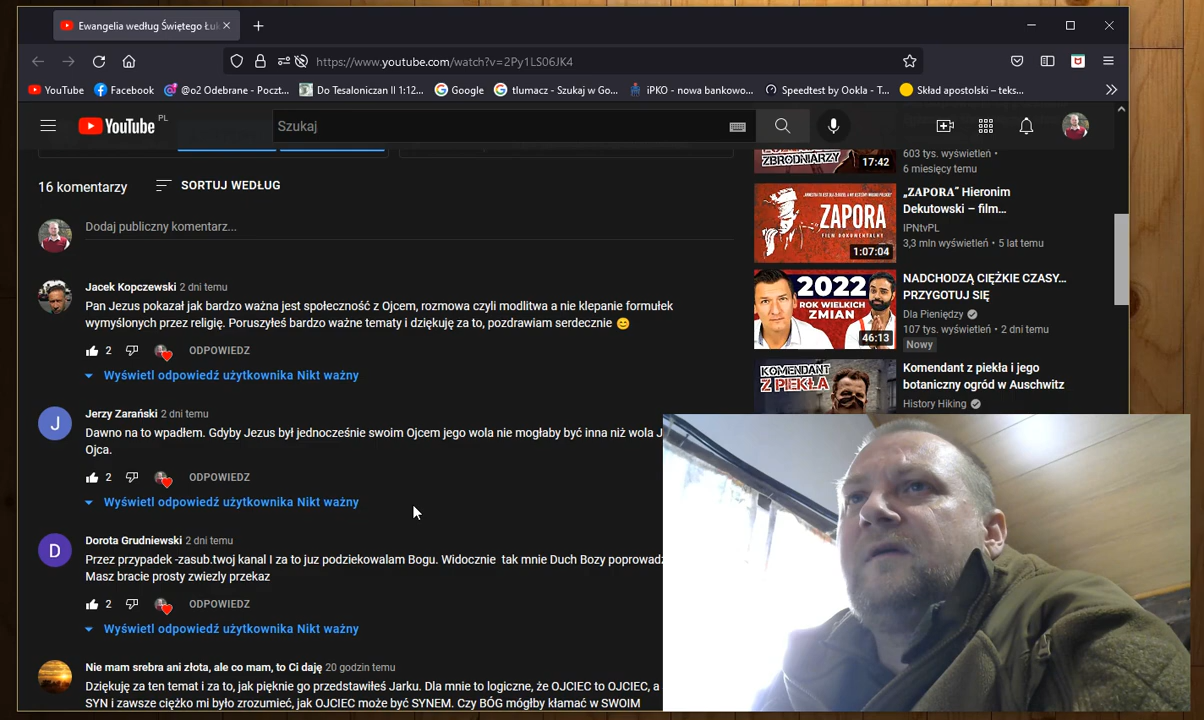 Ewangelia według Świętego Łuk
https://www.youtube.com/watch?v=2Py1LS06JK4
YouTube
Facebook
@o2 Odebrane - Poczt...
Do Tesaloniczan II 1:12...
Google
tłumacz - Szukaj w Go...
iPKO - nowa bankowo...
Speedtest by Ookla - T...
Skład apostolski – teks...
YouTube PL
Szukaj
16 komentarzy
SORTUJ WEDŁUG
Dodaj publiczny komentarz...
Jacek Kopczewski 2 dni temu
Pan Jezus pokazał jak bardzo ważna jest społeczność z Ojcem, rozmowa czyli modlitwa a nie klepanie formułek
wymyślonych przez religię. Poruszyłeś bardzo ważne tematy i dziękuję za to, pozdrawiam serdecznie 😊
2 ODPOWIEDZ
Wyświetl odpowiedź użytkownika Nikt ważny
J
Jerzy Zarański 2 dni temu
Dawno na to wpadłem. Gdyby Jezus był jednocześnie swoim Ojcem jego wola nie mogłaby być inna niż wola J
Ojca.
2 ODPOWIEDZ
Wyświetl odpowiedź użytkownika Nikt ważny
D
Dorota Grudniewski 2 dni temu
Przez przypadek -zasub.twoj kanal I za to juz podziekowalam Bogu. Widocznie tak mnie Duch Bozy poprowadz
Masz bracie prosty zwiezly przekaz
2 ODPOWIEDZ
Wyświetl odpowiedź użytkownika Nikt ważny
Nie mam srebra ani złota, ale co mam, to Ci daję 20 godzin temu
Dziękuję za ten temat i za to, jak pięknie go przedstawiłeś Jarku. Dla mnie to logiczne, że OJCIEC to OJCIEC, a
SYN i zawsze ciężko mi było zrozumieć, jak OJCIEC może być SYNEM. Czy BÓG mógłby kłamać w SWOIM
ZBRODNIARZY
17:42
603 tys. wyświetleń •
6 miesięcy temu
ZAPORA
FILM DOKUMENTALNY
1:07:04
„ZAPORA” Hieronim
Dekutowski – film...
IPNtvPL
3,3 mln wyświetleń • 5 lat temu
2022
ROK WIELKICH
ZMIAN
46:13
NADCHODZĄ CIĘŻKIE CZASY...
PRZYGOTUJ SIĘ
Dla Pieniędzy
107 tys. wyświetleń • 2 dni temu
Nowy
KOMENDANT
Z PIEKŁA
Komendant z piekła i jego
botaniczny ogród w Auschwitz
History Hiking